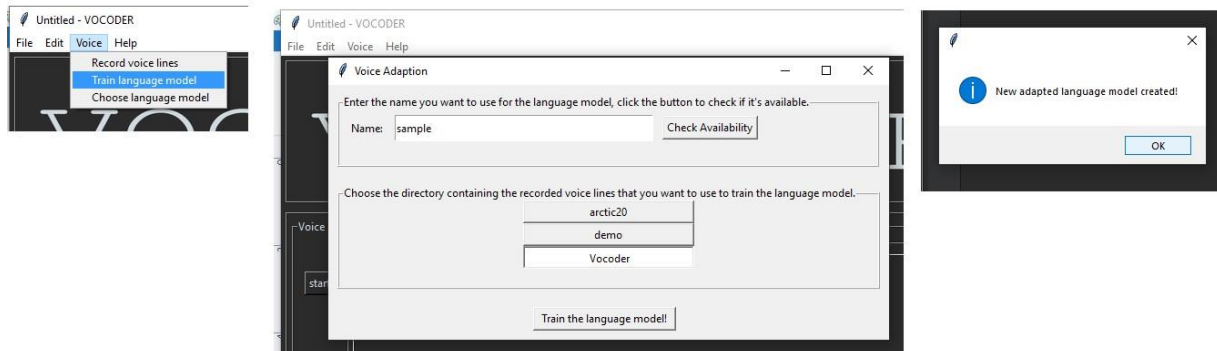 Untitled - VOCODER
File Edit Voice Help
Record voice lines
Train language model
Choose language model
Untitled - VOCODER
File Edit Voice Help
Voice
Voice Adaption
Enter the name you want to use for the language model, click the button to check if it's available.
Name: sample Check Availability
Choose the directory containing the recorded voice lines that you want to use to train the language model.
arctic20
demo
Vocoder
Train the language model!
New adapted language model created!
OK